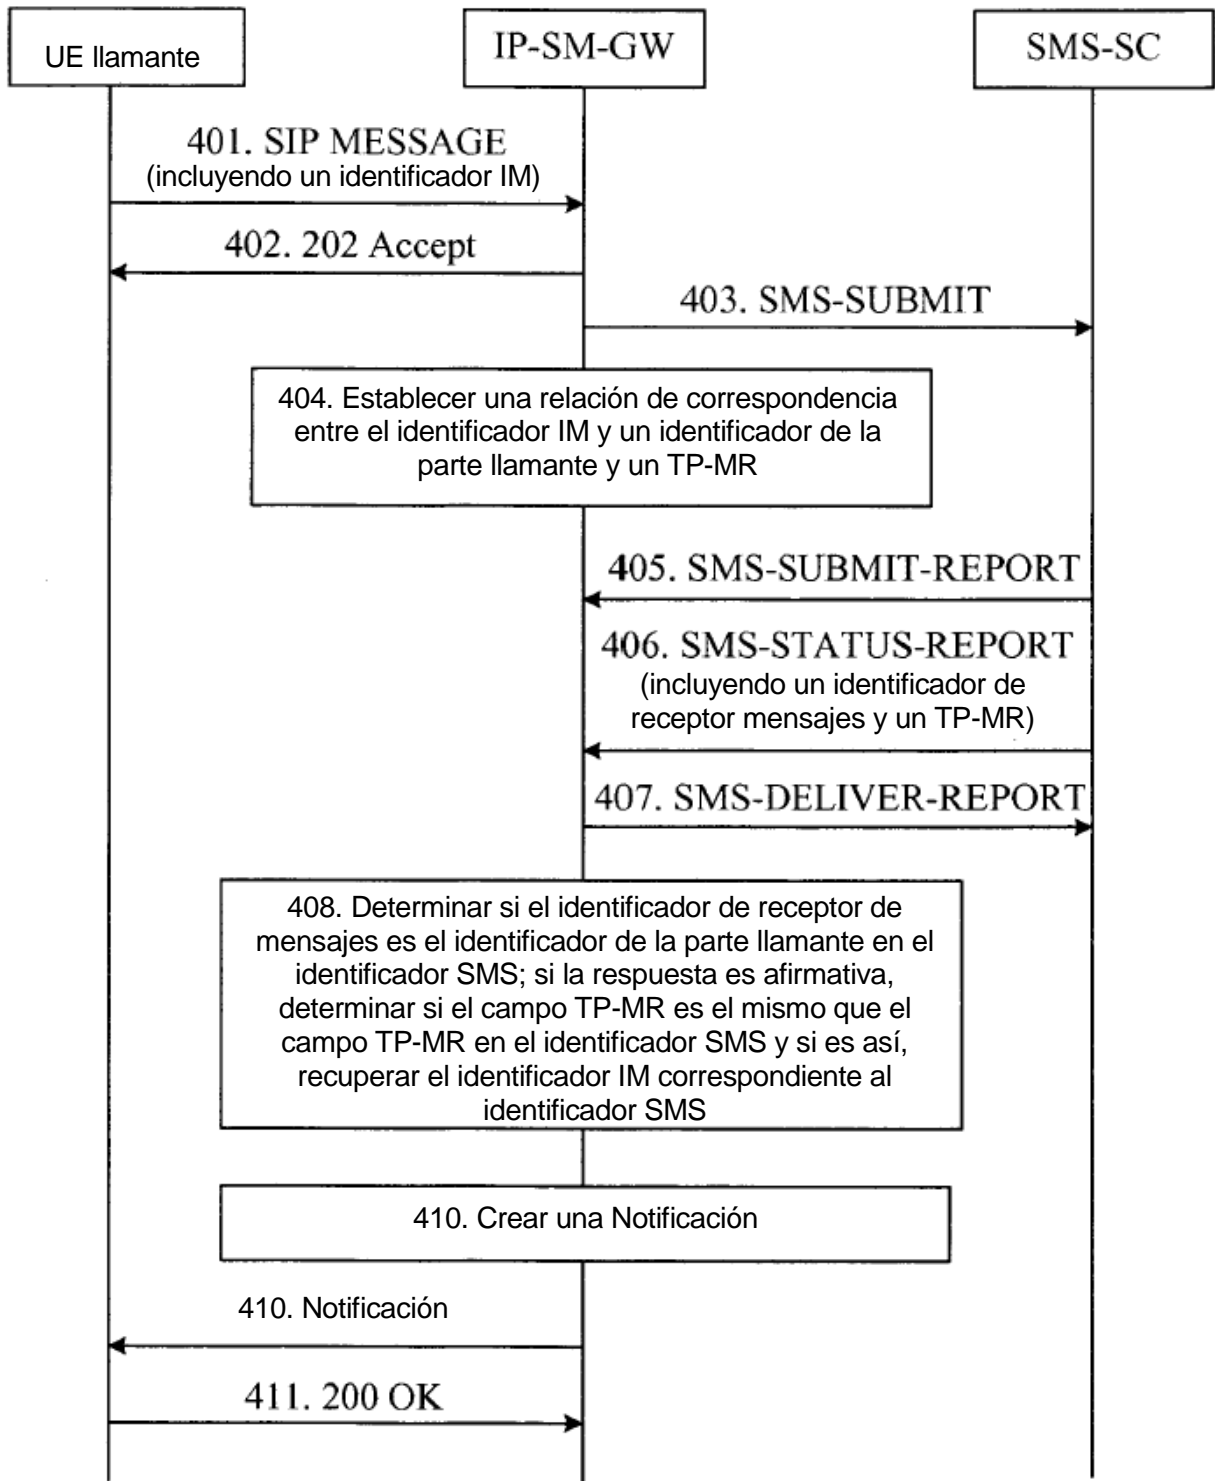 UE llamante
IP-SM-GW
SMS-SC
401. SIP MESSAGE
(incluyendo un identificador IM)
402. 202 Accept
403. SMS-SUBMIT
404. Establecer una relación de correspondencia
entre el identificador IM y un identificador de la
parte llamante y un TP-MR
405. SMS-SUBMIT-REPORT
406. SMS-STATUS-REPORT
(incluyendo un identificador de
receptor mensajes y un TP-MR)
407. SMS-DELIVER-REPORT
408. Determinar si el identificador de receptor de
mensajes es el identificador de la parte llamante en el
identificador SMS; si la respuesta es afirmativa,
determinar si el campo TP-MR es el mismo que el
campo TP-MR en el identificador SMS y si es así,
recuperar el identificador IM correspondiente al
identificador SMS
410. Crear una Notificación
410. Notificación
411. 200 OK